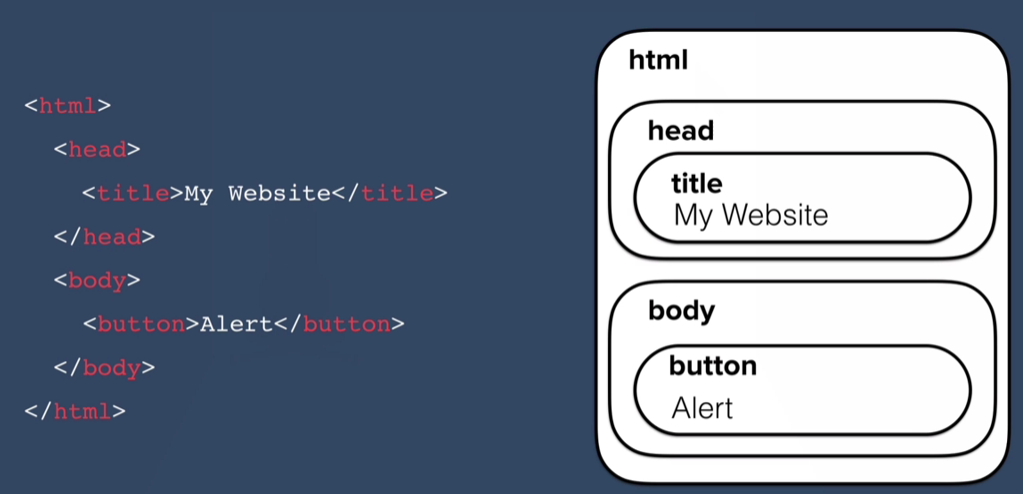 <html>
<head>
<title>My Website</title>
</head>
<body>
<button>Alert</button>
</body>
</html>
html
head
title
My Website
body
button
Alert